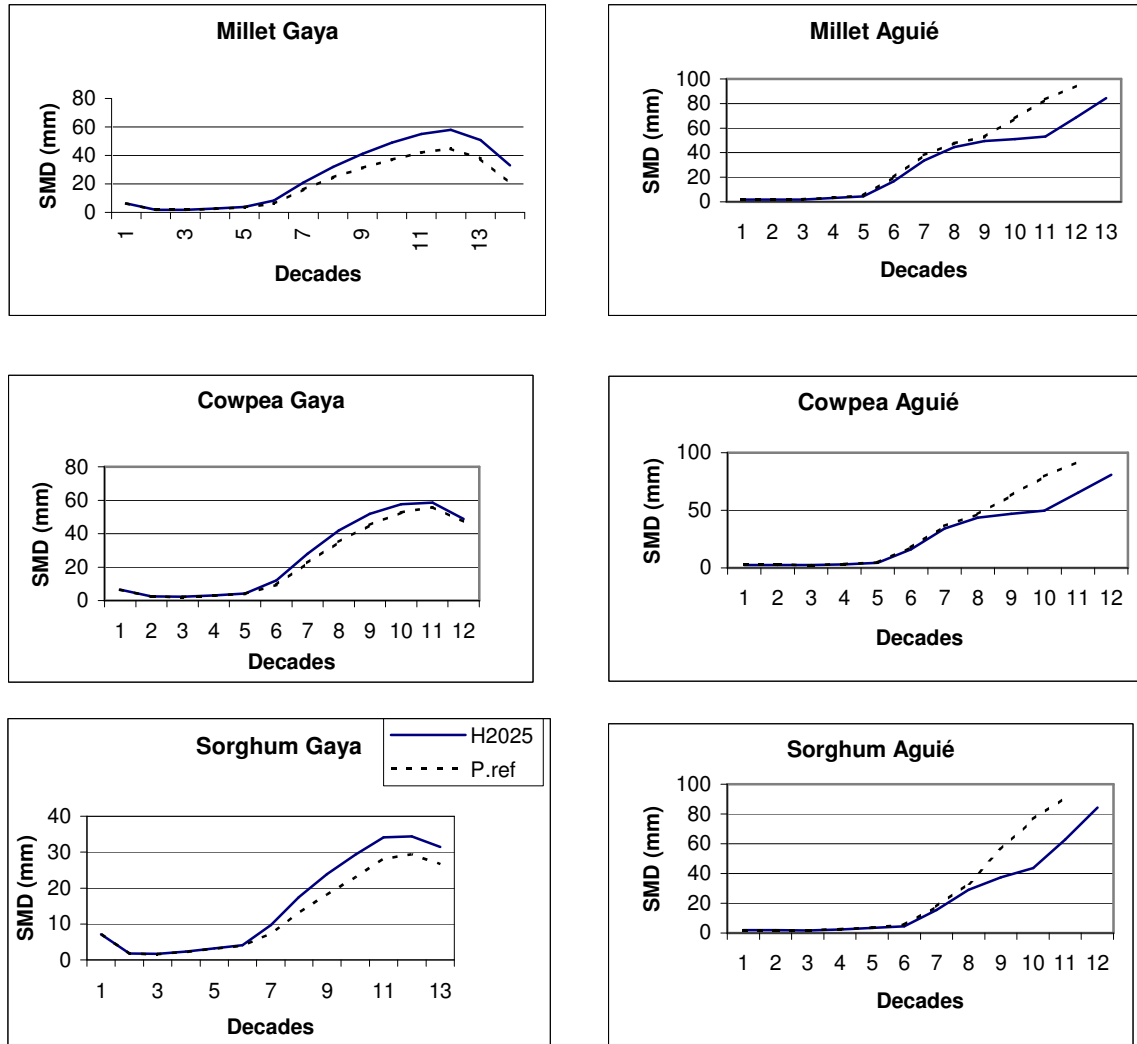 Millet Gaya
SMD (mm)
80
60
40
20
0
1 3 5 7 9 11 13
Decades
Millet Aguié
SMD (mm)
100
80
60
40
20
0
1 2 3 4 5 6 7 8 9 10 11 12 13
Decades
Cowpea Gaya
SMD (mm)
80
60
40
20
0
1 2 3 4 5 6 7 8 9 10 11 12
Decades
Cowpea Aguié
SMD (mm)
100
50
0
1 2 3 4 5 6 7 8 9 10 11 12
Decades
Sorghum Gaya
H2025
P.ref
SMD (mm)
40
30
20
10
0
1 3 5 7 9 11 13
Decades
Sorghum Aguié
SMD (mm)
100
80
60
40
20
0
1 2 3 4 5 6 7 8 9 10 11 12
Decades